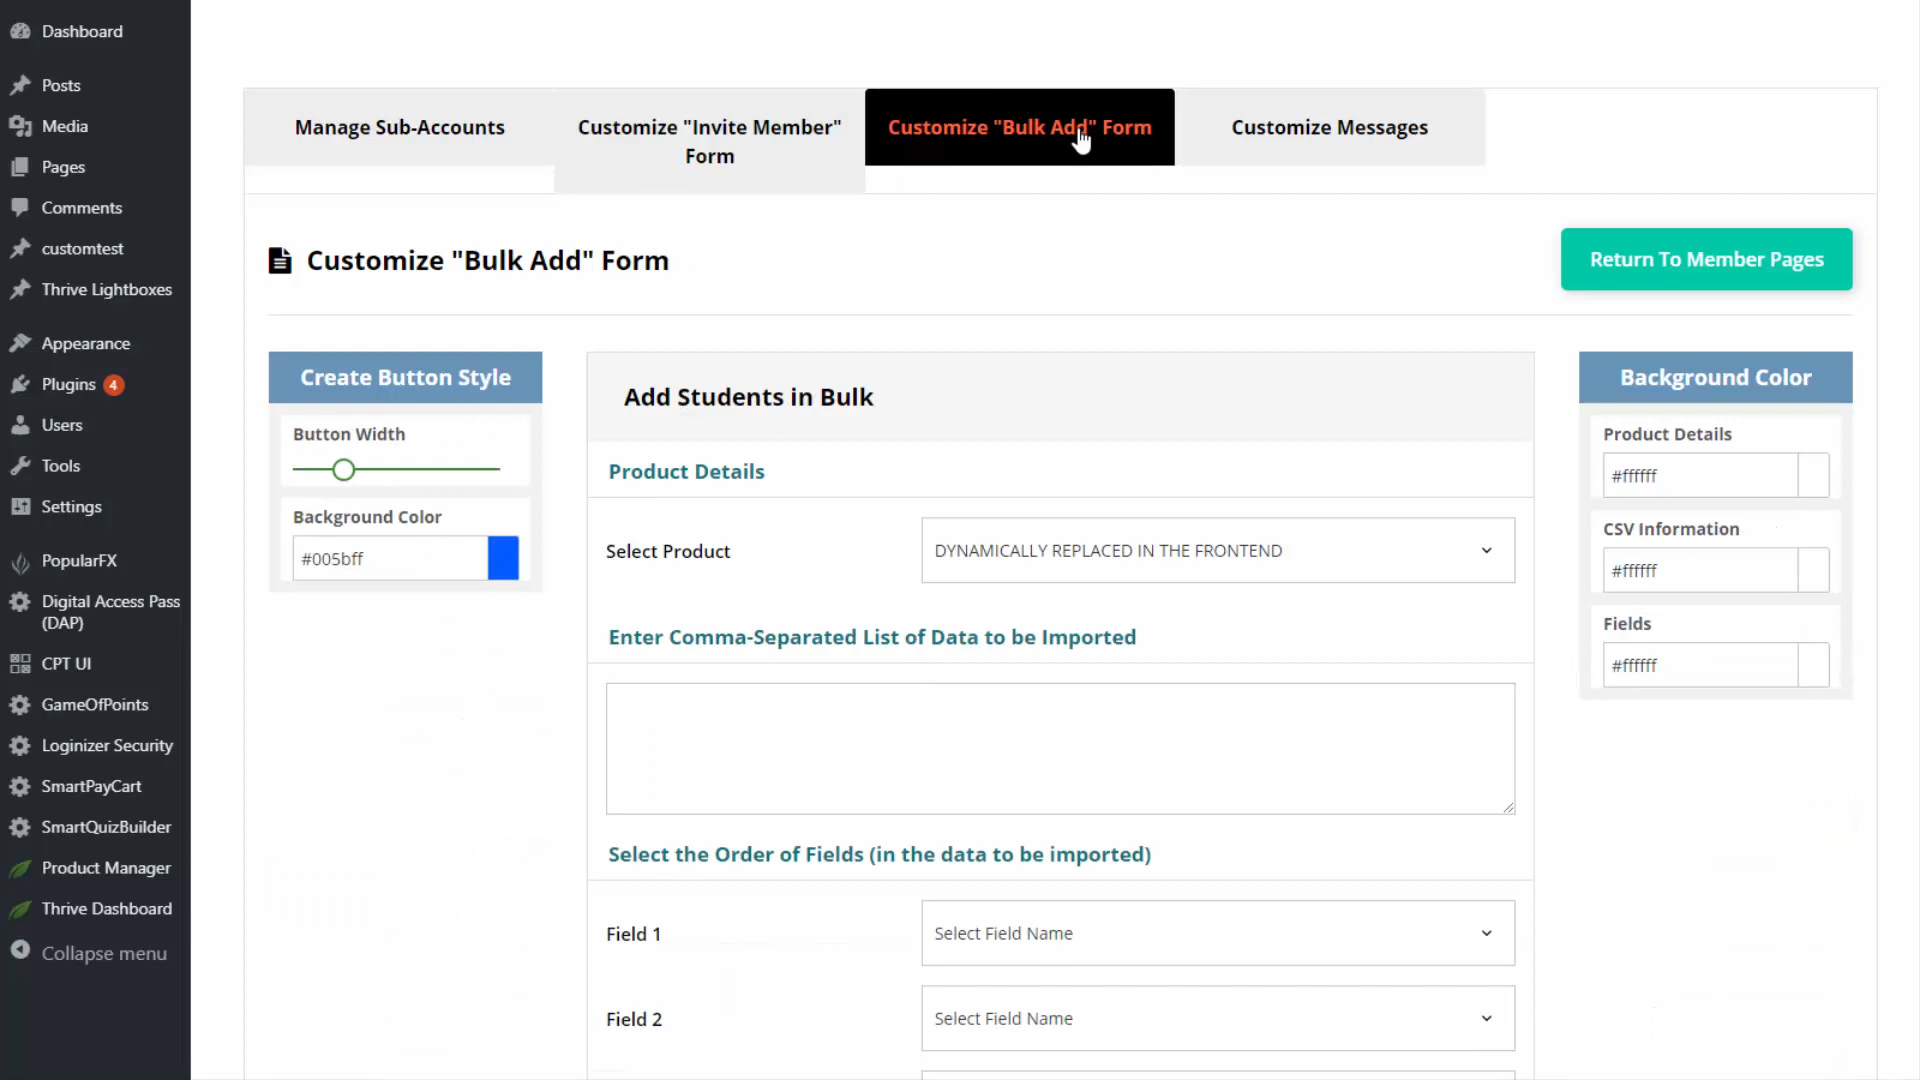 Dashboard
Posts
Media
Pages
Comments
customtest
Thrive Lightboxes
Appearance
Plugins 4
Users
Tools
Settings
PopularFX
Digital Access Pass
(DAP)
CPT UI
GameOfPoints
Loginizer Security
SmartPayCart
SmartQuizBuilder
Product Manager
Thrive Dashboard
Collapse menu
Manage Sub-Accounts
Customize "Invite Member"
Form
Customize "Bulk Add" Form
Customize Messages
Customize "Bulk Add" Form
Return To Member Pages
Create Button Style
Button Width
Background Color
#005bff
Add Students in Bulk
Product Details
Select Product
DYNAMICALLY REPLACED IN THE FRONTEND
Enter Comma-Separated List of Data to be Imported
Select the Order of Fields (in the data to be imported)
Field 1
Select Field Name
Field 2
Select Field Name
Background Color
Product Details
#ffffff
CSV Information
#ffffff
Fields
#ffffff